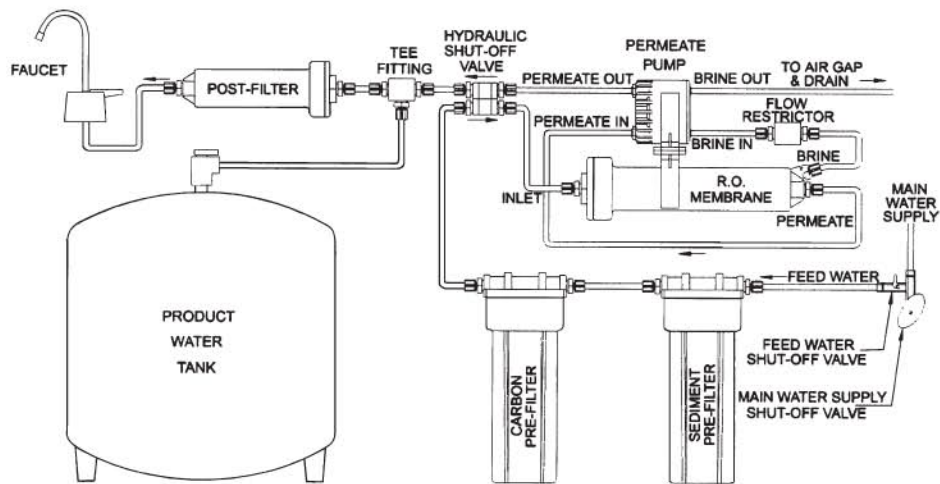 FAUCET
POST-FILTER
TEE
FITTING
HYDRAULIC
SHUT-OFF
VALVE
PERMEATE
PUMP
PERMEATE OUT
BRINE OUT
TO AIR GAP
& DRAIN
FLOW
RESTRICTOR
PERMEATE IN
BRINE IN
BRINE
INLET
R.O.
MEMBRANE
PERMEATE
MAIN
WATER
SUPPLY
FEED WATER
PRODUCT
WATER
TANK
CARBON
PRE-FILTER
SEDIMENT
PRE-FILTER
FEED WATER
SHUT-OFF VALVE
MAIN WATER SUPPLY
SHUT-OFF VALVE